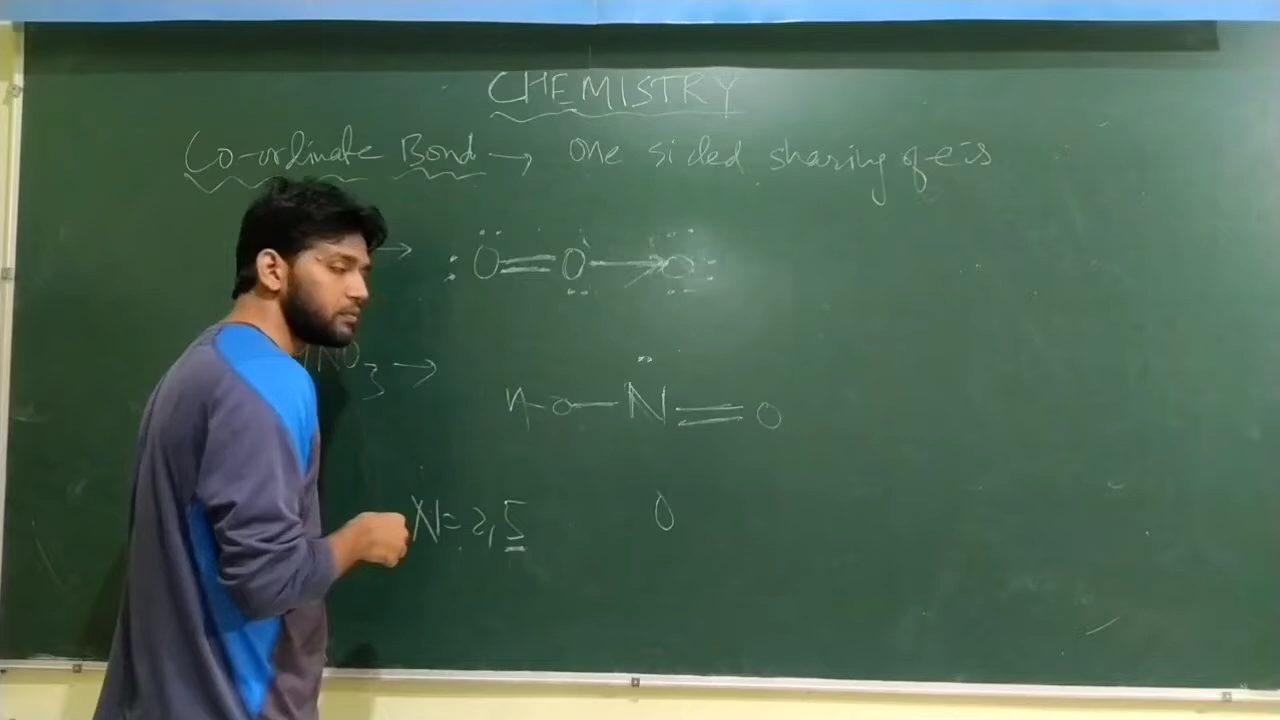 CHEMISTRY
Co-ordinate Bond → One sided sharing of e-s
→ O=O→O
NO3 →
H-O-N=O
N=2,5
O